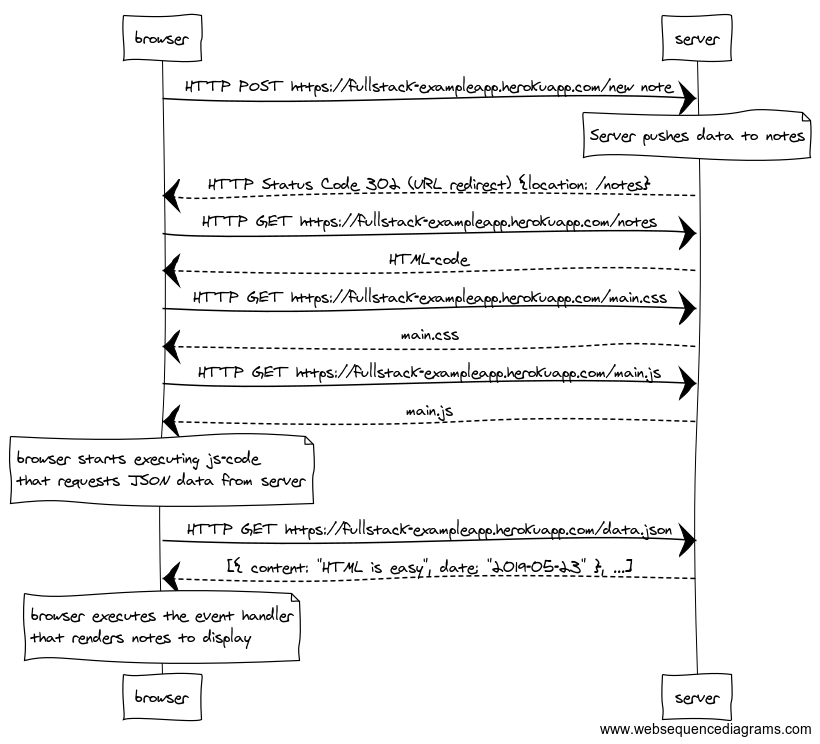 browser
server
HTTP POST https://fullstack-exampleapp.herokuapp.com/new note
Server pushes data to notes
HTTP Status Code 302 (URL redirect) {location: /notes}
HTTP GET https://fullstack-exampleapp.herokuapp.com/notes
HTML-code
HTTP GET https://fullstack-exampleapp.herokuapp.com/main.css
main.css
HTTP GET https://fullstack-exampleapp.herokuapp.com/main.js
main.js
browser starts executing js-code
that requests JSON data from server
HTTP GET https://fullstack-exampleapp.herokuapp.com/data.json
[{ content: "HTML is easy", date: "2019-05-23" }, ...]
browser executes the event handler
that renders notes to display
browser
server
www.websequencediagrams.com